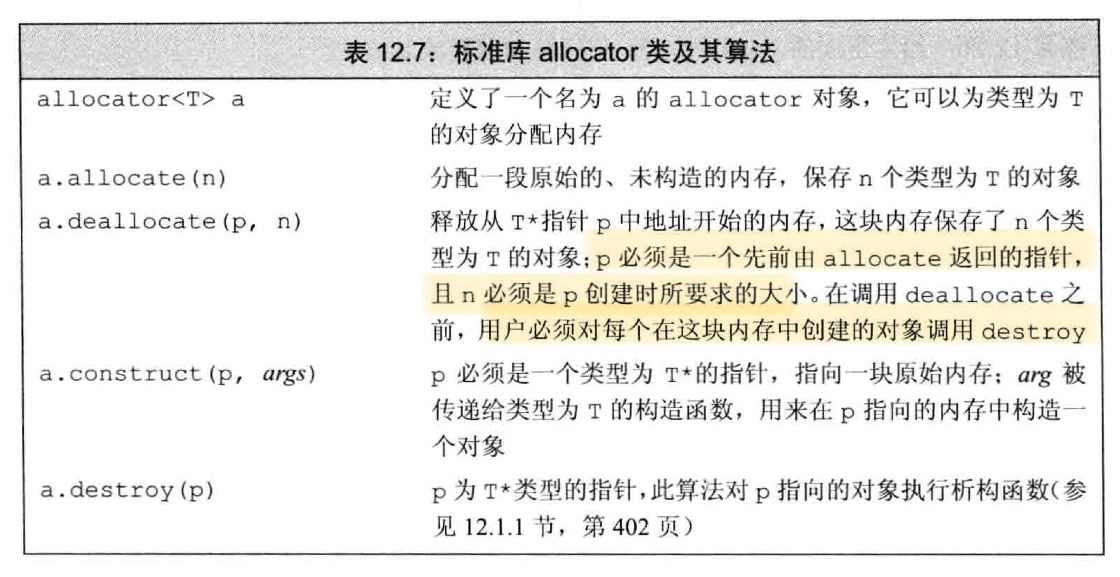 表 12.7：标准库 allocator 类及其算法
allocator<T> a 定义了一个名为 a 的 allocator 对象，它可以为类型为 T
的对象分配内存
a.allocate(n) 分配一段原始的、未构造的内存，保存 n 个类型为 T 的对象
a.deallocate(p, n) 释放从 T*指针 p 中地址开始的内存，这块内存保存了 n 个类
型为 T 的对象；p 必须是一个先前由 allocate 返回的指针，
且 n 必须是 p 创建时所要求的大小。在调用 deallocate 之
前，用户必须对每个在这块内存中创建的对象调用 destroy
a.construct(p, args) p 必须是一个类型为 T*的指针，指向一块原始内存；arg 被
传递给类型为 T 的构造函数，用来在 p 指向的内存中构造一
个对象
a.destroy(p) p 为 T*类型的指针，此算法对 p 指向的对象执行析构函数（参
见 12.1.1 节，第 402 页）